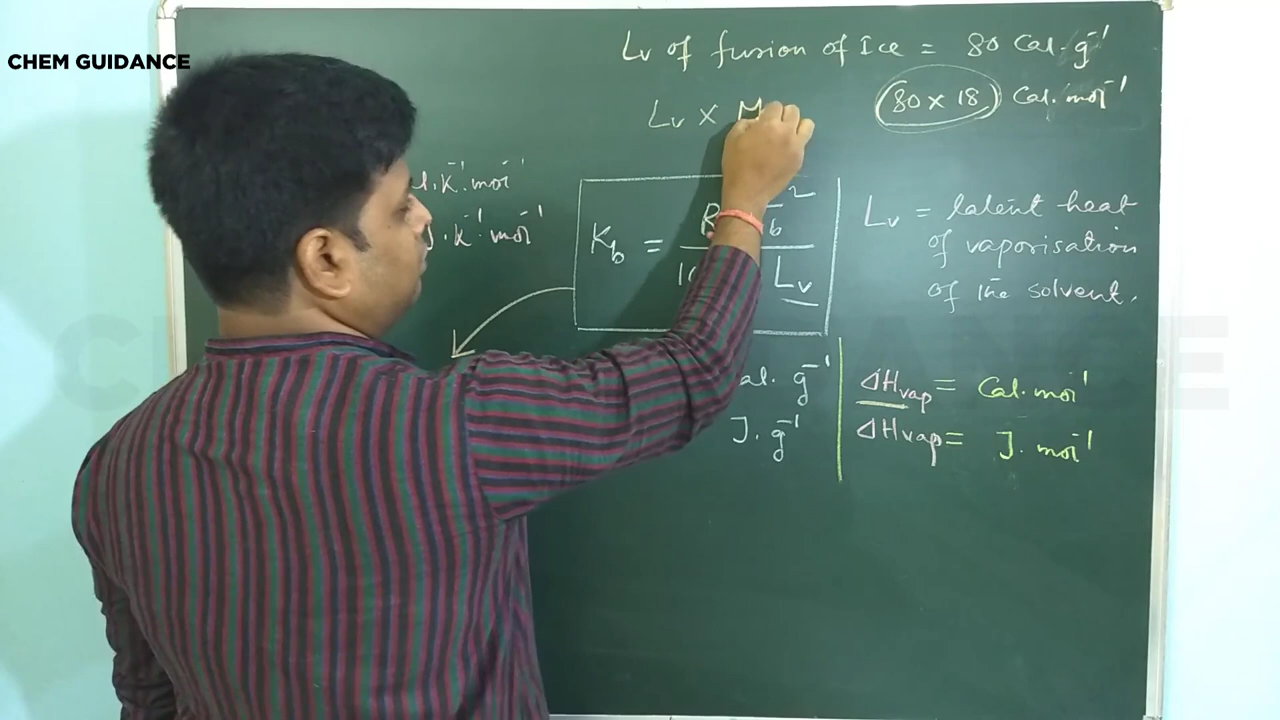 CHEM GUIDANCE
Lv of fusion of Ice = 80 Cal. g⁻¹
80 × 18 Cal. mol⁻¹
Lv × M
K⁻¹. mol⁻¹
K⁻¹. mol⁻¹
K_b = b² Lv
Lv = latent heat
of vaporisation
of the solvent.
g⁻¹
J. g⁻¹
ΔHvap = Cal. mol⁻¹
ΔHvap = J. mol⁻¹